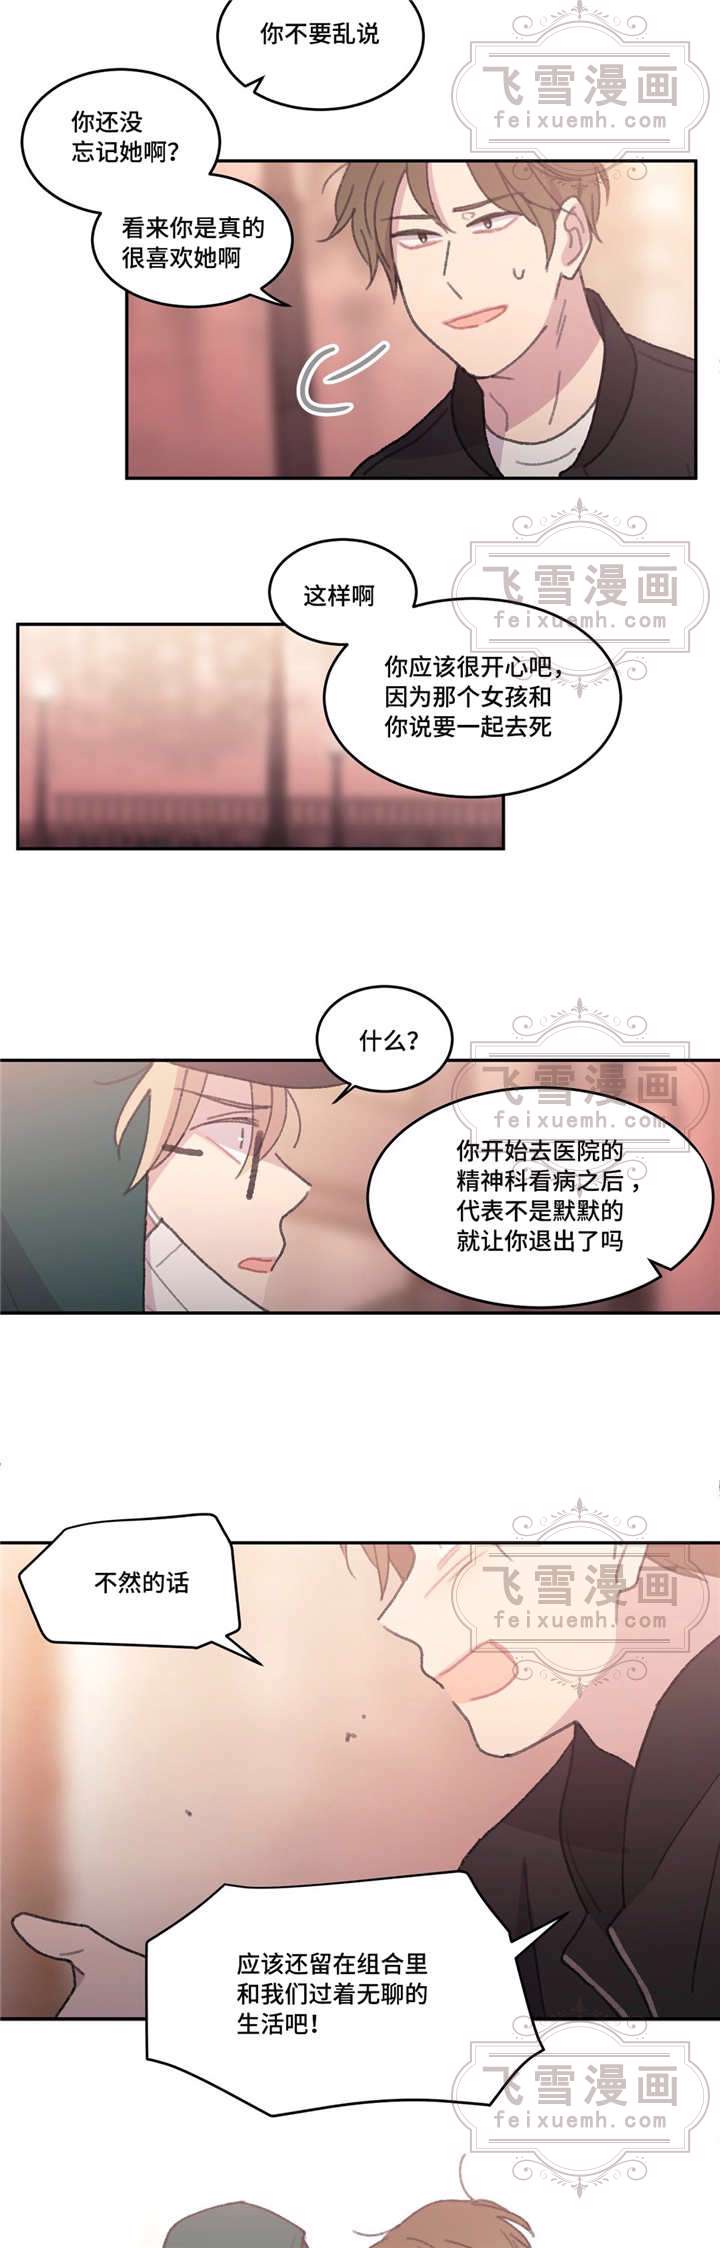 你不要乱说
飞雪漫画
feixuemh.com
你还没
忘记她啊?
看来你是真的
很喜欢她啊
这样啊
飞雪漫画
feixuemh.com
你应该很开心吧,
因为那个女孩和
你说要一起去死
什么?
飞雪漫画
feixuemh.com
你开始去医院的
精神科看病之后,
代表不是默默的
就让你退出了吗
不然的话
飞雪漫画
feixuemh.com
应该还留在组合里
和我们过着无聊的
生活吧!
飞雪漫画
feixuemh.com